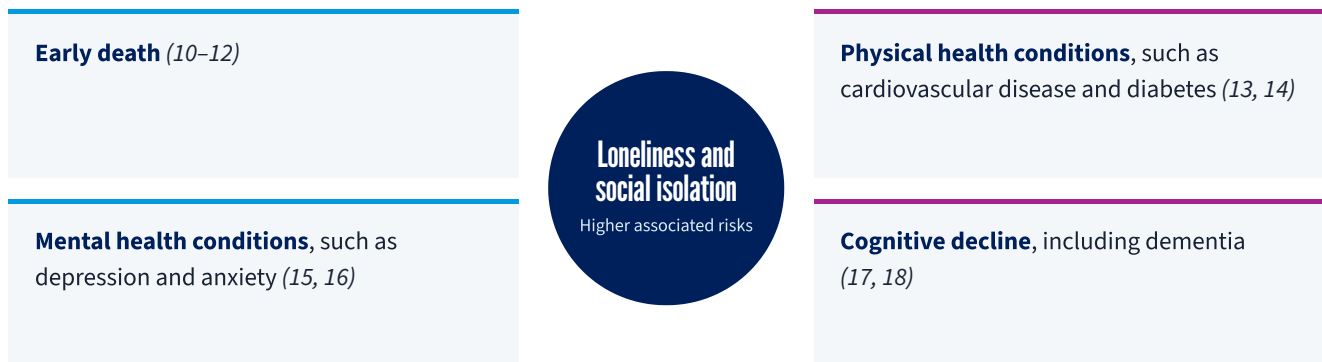 Early death (10–12)
Physical health conditions, such as
cardiovascular disease and diabetes (13, 14)
Loneliness and
social isolation
Higher associated risks
Mental health conditions, such as
depression and anxiety (15, 16)
Cognitive decline, including dementia
(17, 18)